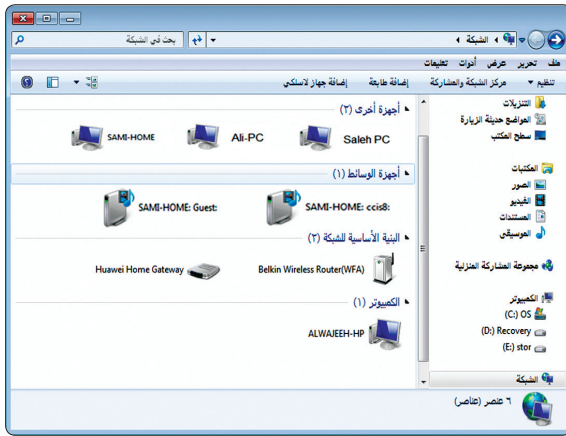 الشبكة
بحث في الشبكة
ملف تحرير عرض أدوات تعليمات
تنظيم مركز الشبكة والمشاركة إضافة طابعة إضافة جهاز لاسلكي
التنزيلات
المواضع حديثة الزيارة
سطح المكتب
المكتبات
الصور
الفيديو
المستندات
الموسيقى
مجموعة المشاركة المنزلية
الكمبيوتر
(C:) OS
(D:) Recovery
(E:) stor
الشبكة
أجهزة أخرى (٢)
Saleh PC
Ali-PC
SAMI-HOME
أجهزة الوسائط (١)
SAMI-HOME: ccis8:
SAMI-HOME: Guest:
البنية الأساسية للشبكة (٢)
Belkin Wireless Router(WFA)
Huawei Home Gateway
الكمبيوتر (١)
ALWAJEEH-HP
٦ عنصر (عناصر)